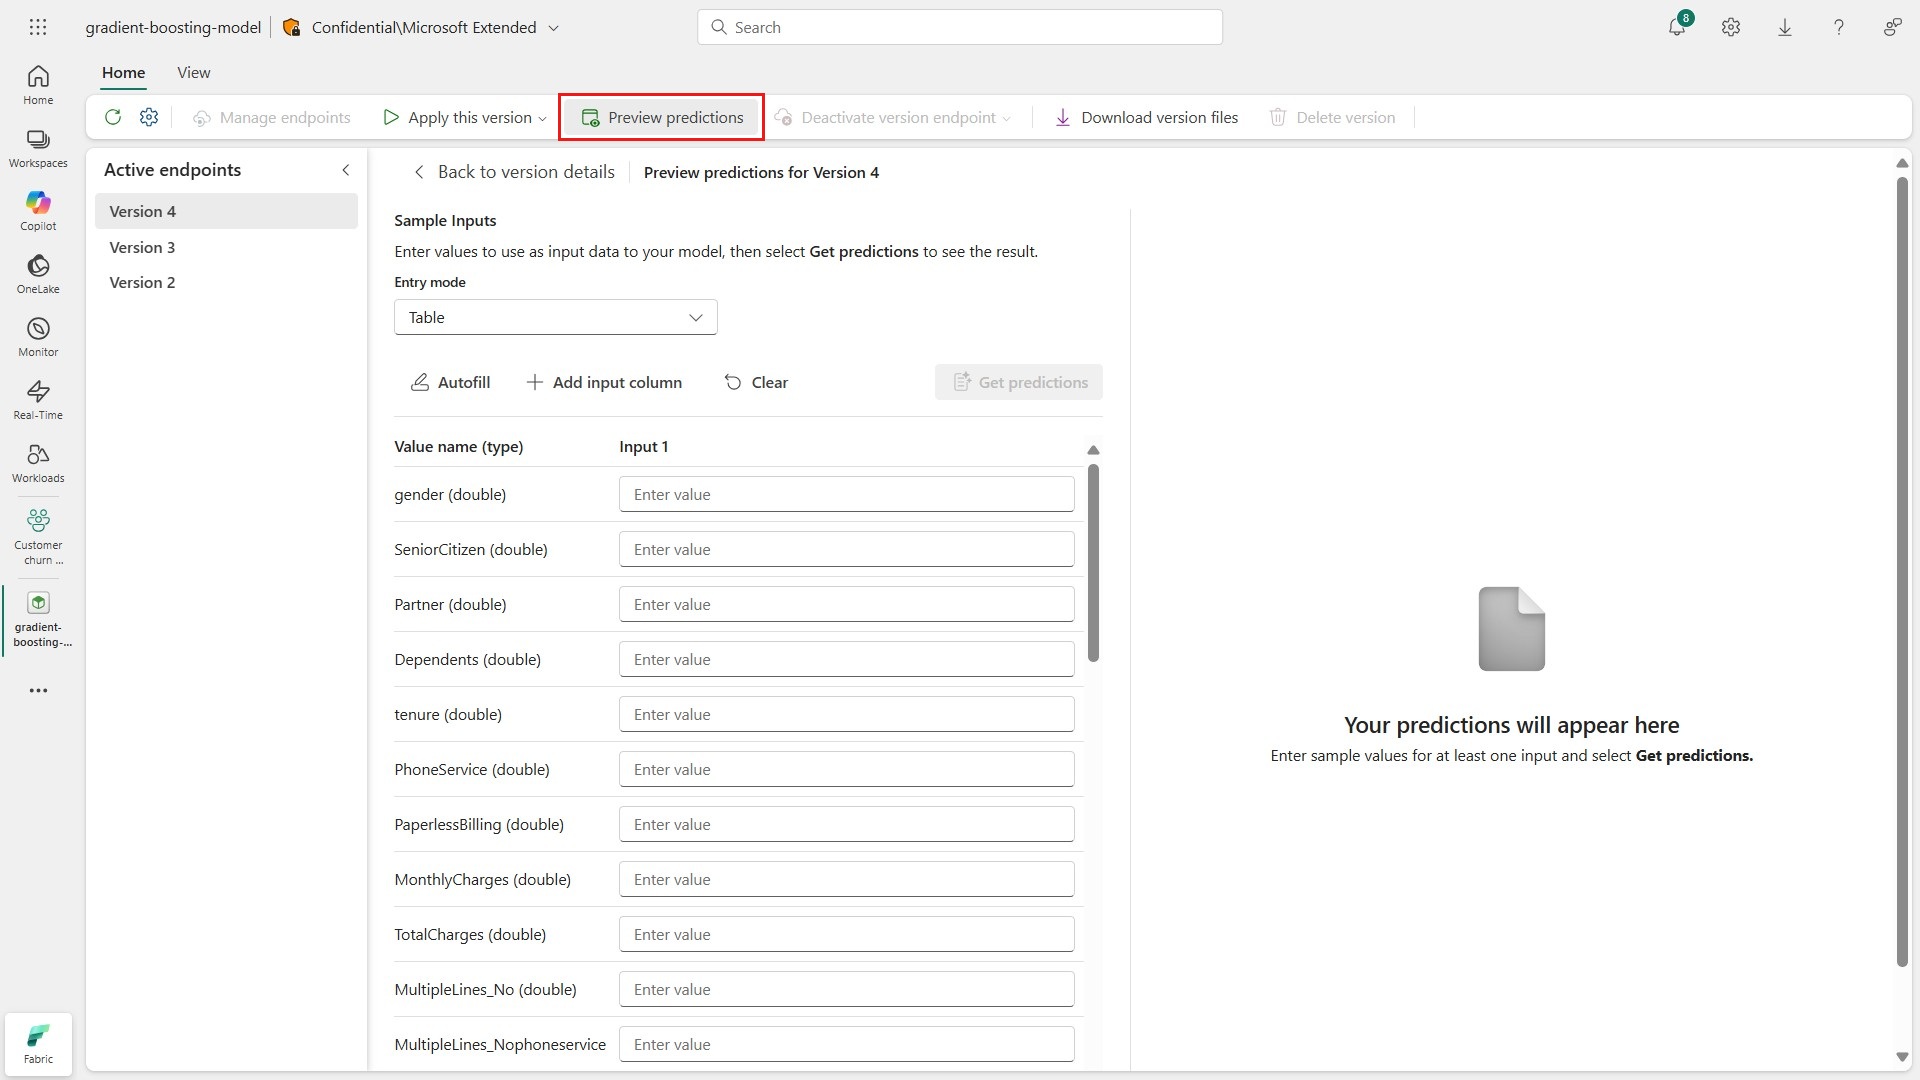 gradient-boosting-model
Confidential\Microsoft Extended
Search
8
Home
View
Manage endpoints
Apply this version
Preview predictions
Deactivate version endpoint
Download version files
Delete version
Home
Workspaces
Copilot
OneLake
Monitor
Real-Time
Workloads
Customer
churn ...
gradient-
boosting-...
Fabric
Active endpoints
Version 4
Version 3
Version 2
Back to version details
Preview predictions for Version 4
Sample Inputs
Enter values to use as input data to your model, then select Get predictions to see the result.
Entry mode
Table
Autofill
Add input column
Clear
Get predictions
Value name (type)
Input 1
gender (double)
Enter value
SeniorCitizen (double)
Enter value
Partner (double)
Enter value
Dependents (double)
Enter value
tenure (double)
Enter value
PhoneService (double)
Enter value
PaperlessBilling (double)
Enter value
MonthlyCharges (double)
Enter value
TotalCharges (double)
Enter value
MultipleLines_No (double)
Enter value
MultipleLines_Nophoneservice
Enter value
Your predictions will appear here
Enter sample values for at least one input and select Get predictions.